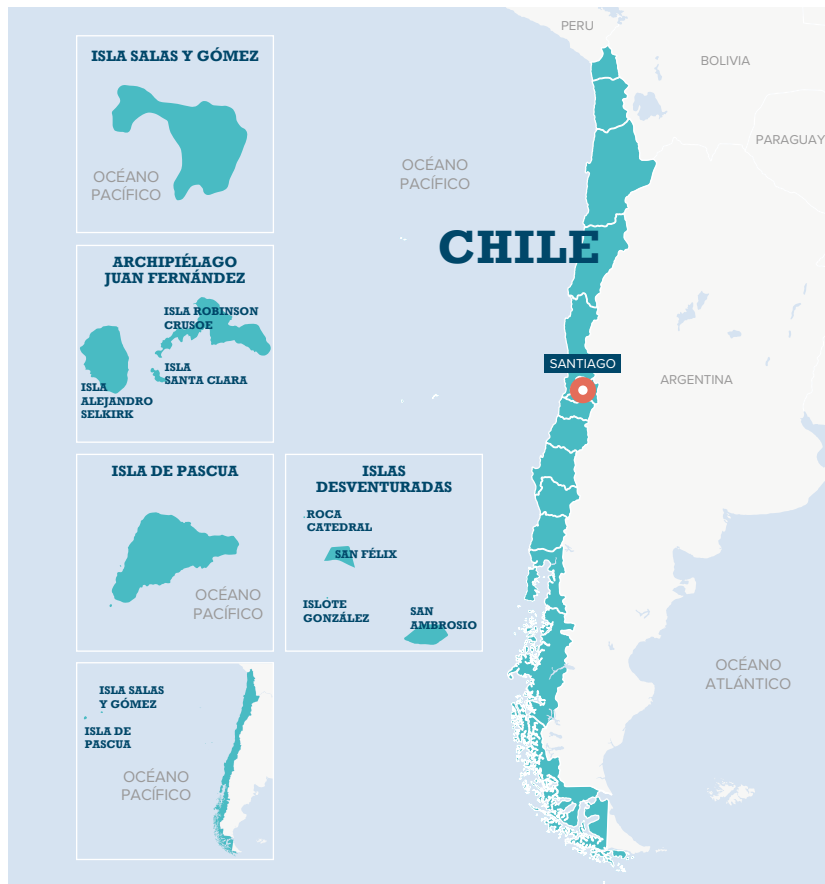 ISLA SALAS Y GÓMEZ
OCÉANO
PACÍFICO
ARCHIPIÉLAGO
JUAN FERNÁNDEZ
ISLA ROBINSON
CRUSOE
ISLA
SANTA CLARA
ISLA
ALEJANDRO
SELKIRK
ISLA DE PASCUA
OCÉANO
PACÍFICO
ISLAS
DESVENTURADAS
ROCA
CATEDRAL
SAN FÉLIX
ISLOTE
GONZÁLEZ
SAN
AMBROSIO
ISLA SALAS
Y GÓMEZ
ISLA DE
PASCUA
OCÉANO
PACÍFICO
PERU
BOLIVIA
PARAGUAY
OCÉANO
PACÍFICO
CHILE
SANTIAGO
ARGENTINA
OCÉANO
ATLÁNTICO